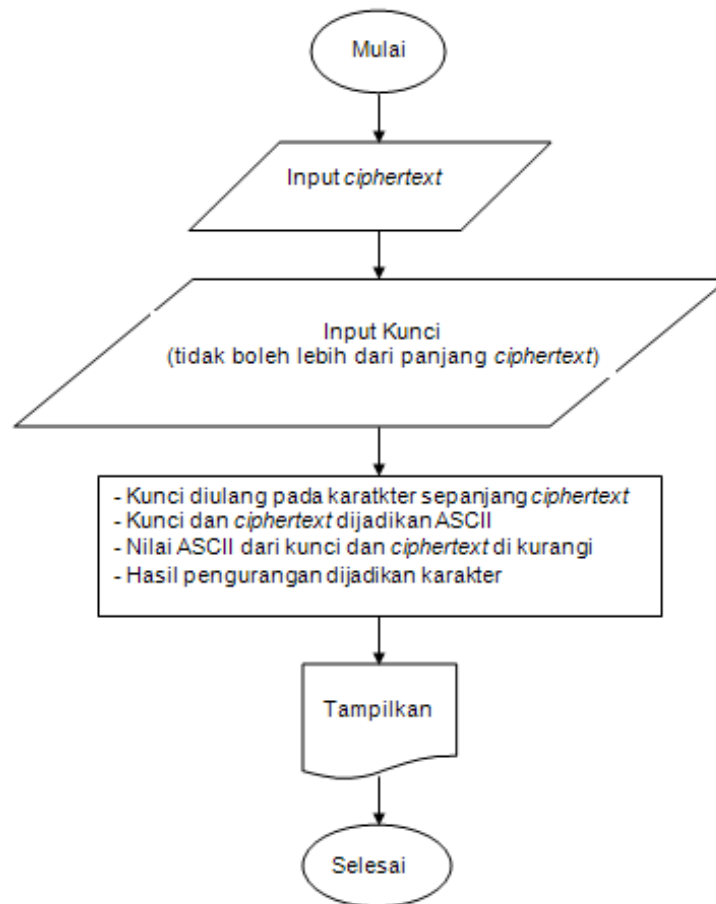 Mulai
Input ciphertext
Input Kunci
(tidak boleh lebih dari panjang ciphertext)
- Kunci diulang pada karatkter sepanjang ciphertext
- Kunci dan ciphertext dijadikan ASCII
- Nilai ASCII dari kunci dan ciphertext di kurangi
- Hasil pengurangan dijadikan karakter
Tampilkan
Selesai